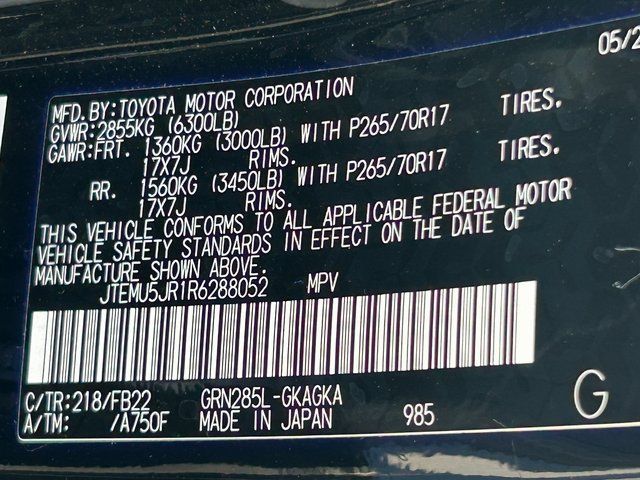 05/2
MFD.BY:TOYOTA MOTOR CORPORATION
GVWR:2855KG (6300LB)
GAWR:FRT. 1360KG (3000LB) WITH P265/70R17 TIRES.
17X7J RIMS.
RR. 1560KG (3450LB) WITH P265/70R17 TIRES.
17X7J RIMS.
THIS VEHICLE CONFORMS TO ALL APPLICABLE FEDERAL MOTOR
VEHICLE SAFETY STANDARDS IN EFFECT ON THE DATE OF
MANUFACTURE SHOWN ABOVE.
JTEMU5JR1R6288052 MPV
C/TR:218/FB22 GRN285L-GKAGKA
A/TM: /A750F MADE IN JAPAN 985 G